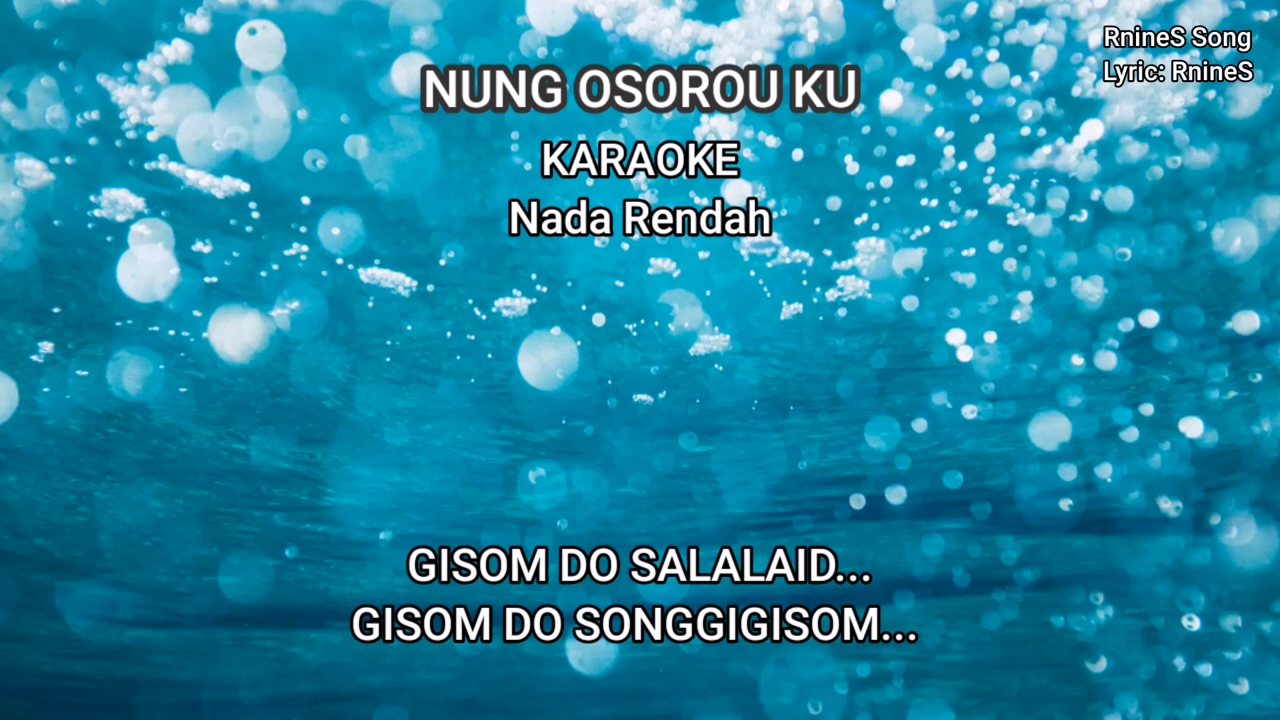 RnineS Song
Lyric: RnineS
NUNG OSOROU KU
KARAOKE
Nada Rendah
GISOM DO SALALAID...
GISOM DO SONGGIGISOM...